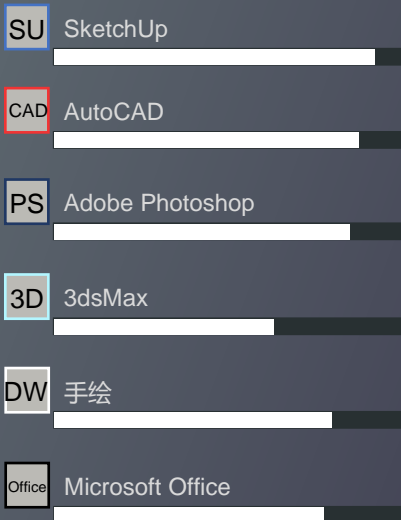 SU SketchUp
CAD AutoCAD
PS Adobe Photoshop
3D 3dsMax
DW 手绘
Office Microsoft Office